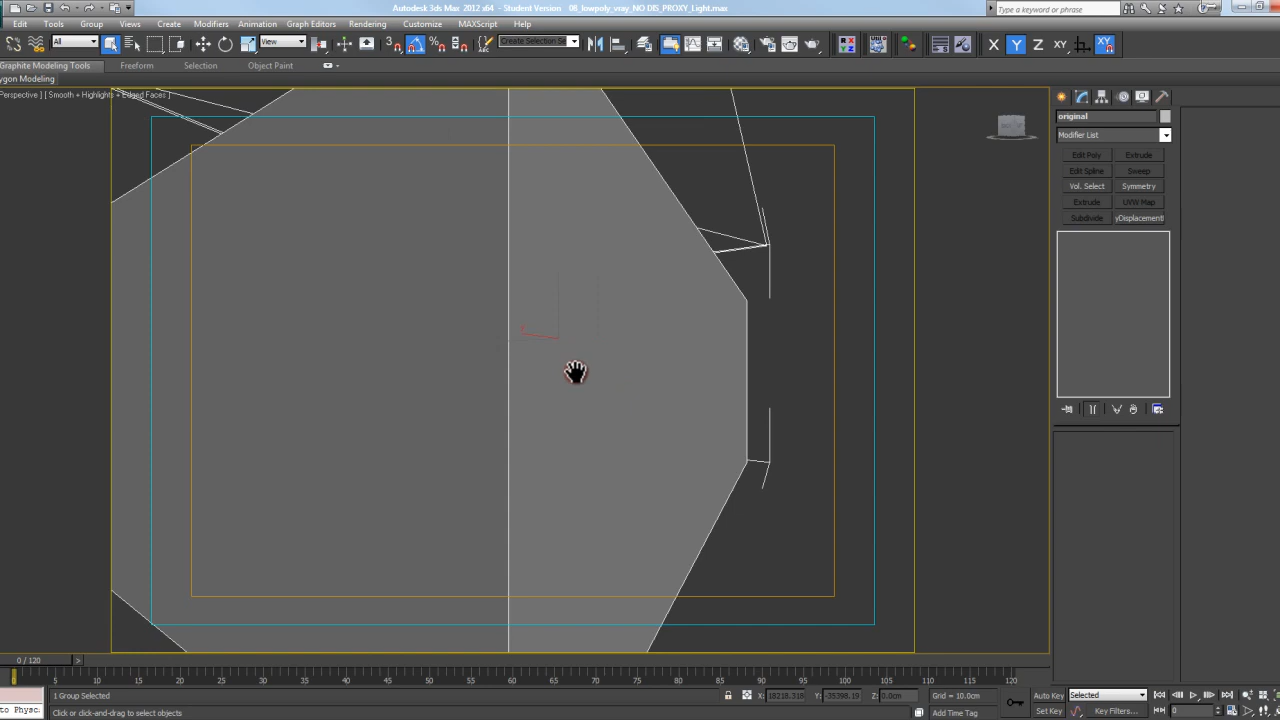 Autodesk 3ds Max 2012 x64 - Student Version 08_lowpoly_vray_NO DIS_PROXY_Light.max
Type a keyword or phrase
Edit Tools Group Views Create Modifiers Animation Graph Editors Rendering Customize MAXScript Help
All View Create Selection Se X Y Z XY
Graphite Modeling Tools Freeform Selection Object Paint
ygon Modeling
Perspective ] [ Smooth + Highlights + Edged Faces ]
original
Modifier List
Edit Poly Extrude
Edit Spline Sweep
Vol. Select Symmetry
Extrude UVW Map
Subdivide yDisplacementl
0 / 120
5 10 15 20 25 30 35 40 45 50 55 60 65 70 75 80 85 90 95 100 105 110 115 120
1 Group Selected X: 18218.318 Y: -35398.19 Z: 0.0cm Grid = 10.0cm Auto Key Selected
to Physc Click or click-and-drag to select objects Add Time Tag Set Key Key Filters... 0